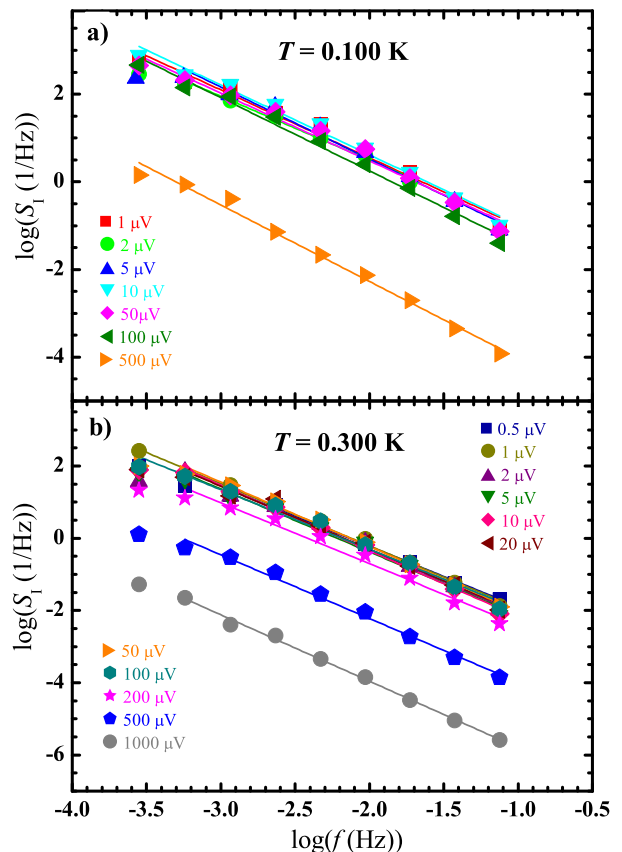 a)
T = 0.100 K
2
0
-2
-4
log(S_I (1/Hz))
1 μV
2 μV
5 μV
10 μV
50μV
100 μV
500 μV
b)
T = 0.300 K
4
2
0
-2
-4
-6
log(S_I (1/Hz))
0.5 μV
1 μV
2 μV
5 μV
10 μV
20 μV
50 μV
100 μV
200 μV
500 μV
1000 μV
-4.0 -3.5 -3.0 -2.5 -2.0 -1.5 -1.0 -0.5
log(f (Hz))